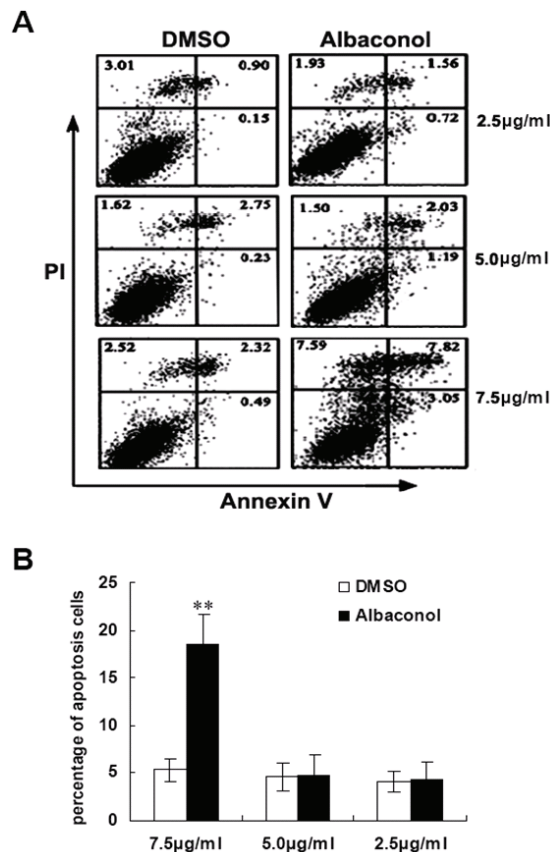 A
DMSO Albaconol
3.01 0.90 1.93 1.56
0.15 0.72 2.5µg/ml
1.62 2.75 1.50 2.03
0.23 1.19 5.0µg/ml
PI
2.52 2.32 7.59 7.82
0.49 3.05 7.5µg/ml
Annexin V
B
percentage of apoptosis cells
25
20
15
10
5
0
**
DMSO
Albaconol
7.5µg/ml 5.0µg/ml 2.5µg/ml